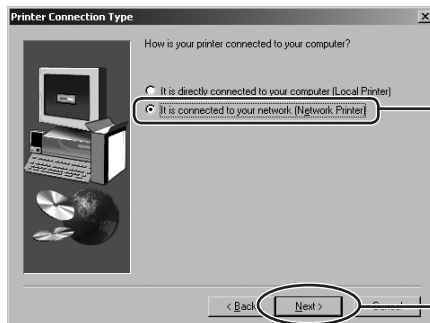 Printer Connection Type
How is your printer connected to your computer?
It is directly connected to your computer (Local Printer)
It is connected to your network (Network Printer)
< Back Next > Cancel